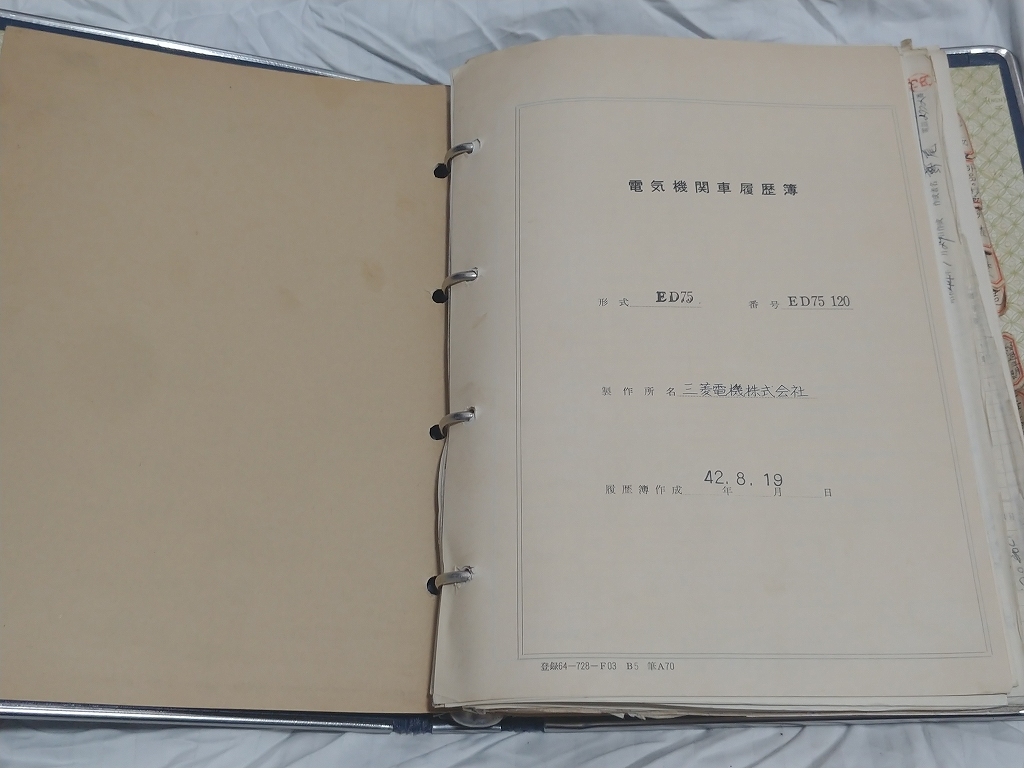 電気機関車履歴簿
形式 ED75 番号 ED75 120
製作所名 三菱電機株式会社
履歴簿作成 42.8.19
年 月 日
登録64-728-F03 B5 筆A70